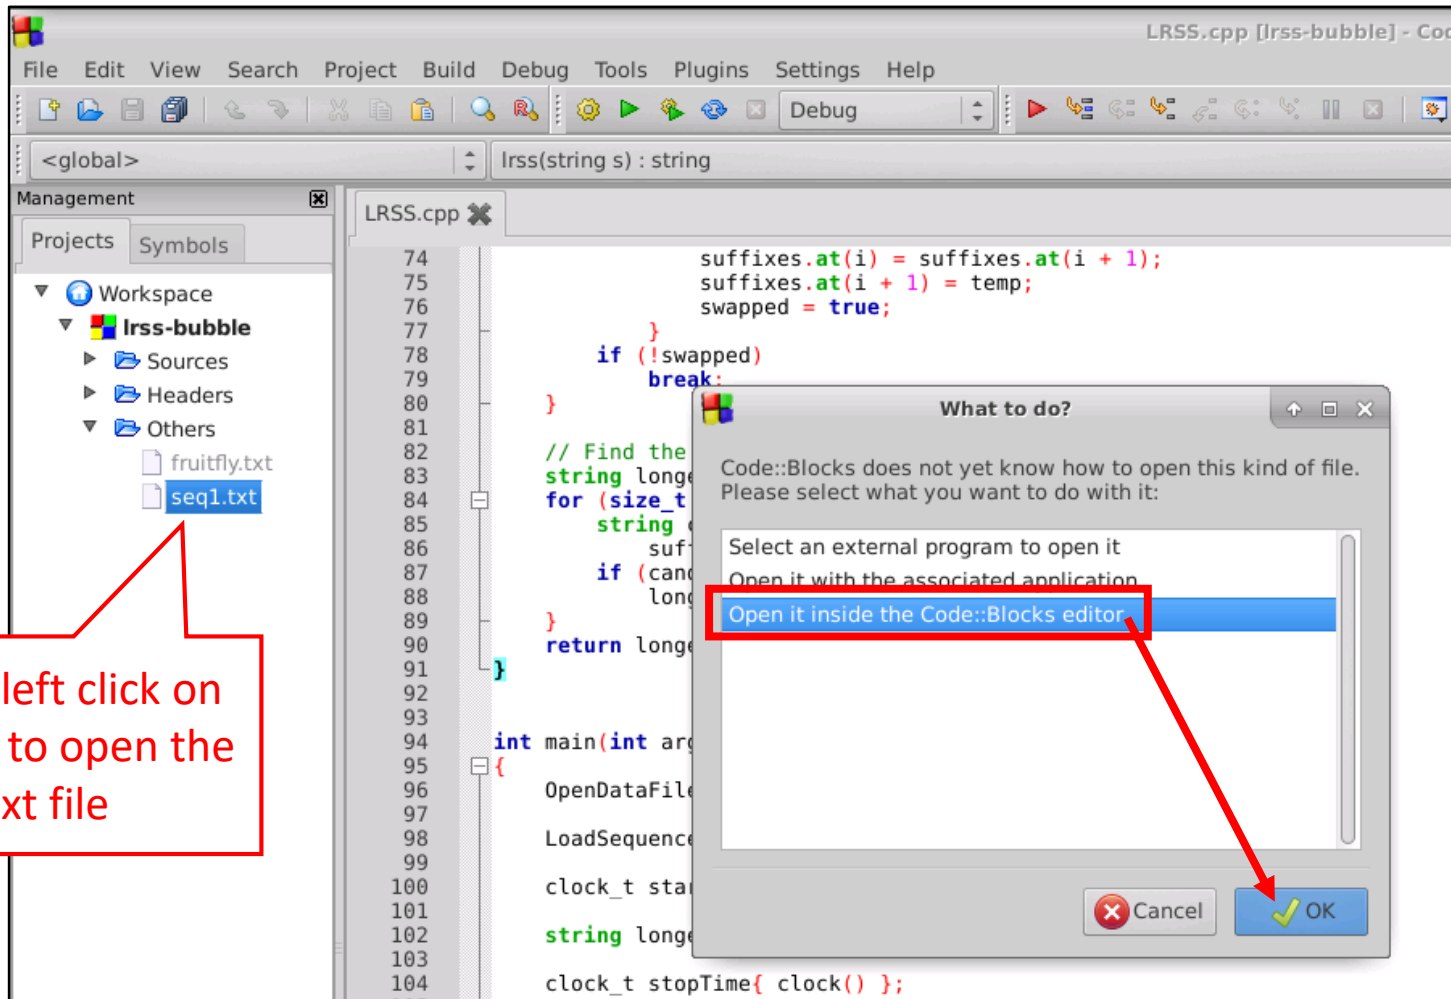 LRSS.cpp [lrss-bubble] - Cod
File Edit View Search Project Build Debug Tools Plugins Settings Help
Debug
<global>
lrss(string s) : string
Management
LRSS.cpp
Projects Symbols
Workspace
lrss-bubble
Sources
Headers
Others
fruitfly.txt
seq1.txt
left click on
to open the
xt file
74 suffixes.at(i) = suffixes.at(i + 1);
75 suffixes.at(i + 1) = temp;
76 swapped = true;
77 }
78 if (!swapped)
79 break;
80 }
81
82 // Find the
83 string longe
84 for (size_t
85 string c
86 suf
87 if (cand
88 long
89 }
90 return longe
91 }
92
93
94 int main(int arg
95 {
96 OpenDataFile
97
98 LoadSequence
99
100 clock_t star
101
102 string longe
103
104 clock_t stopTime{ clock() };
What to do?
Code::Blocks does not yet know how to open this kind of file.
Please select what you want to do with it:
Select an external program to open it
Open it with the associated application
Open it inside the Code::Blocks editor
Cancel
OK